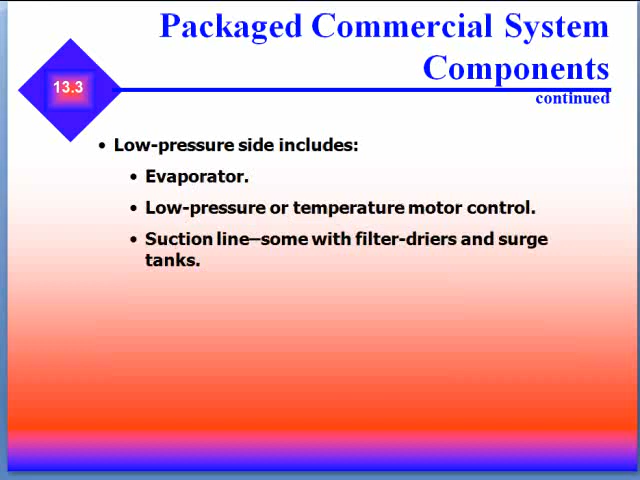 Packaged Commercial System
Components
13.3
continued
• Low-pressure side includes:
• Evaporator.
• Low-pressure or temperature motor control.
• Suction line–some with filter-driers and surge
tanks.